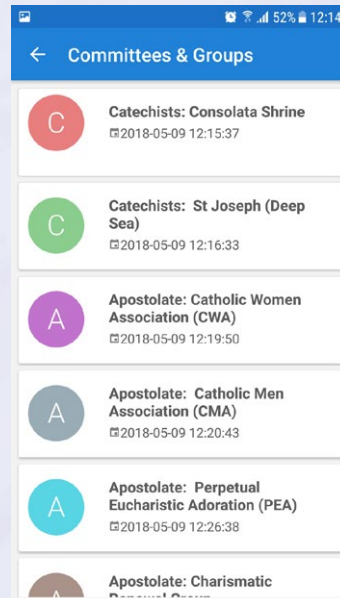 52% 12:14
← Committees & Groups
C
Catechists: Consolata Shrine
2018-05-09 12:15:37
C
Catechists: St Joseph (Deep
Sea)
2018-05-09 12:16:33
A
Apostolate: Catholic Women
Association (CWA)
2018-05-09 12:19:50
A
Apostolate: Catholic Men
Association (CMA)
2018-05-09 12:20:43
A
Apostolate: Perpetual
Eucharistic Adoration (PEA)
2018-05-09 12:26:38
A
Apostolate: Charismatic
Renewal Group